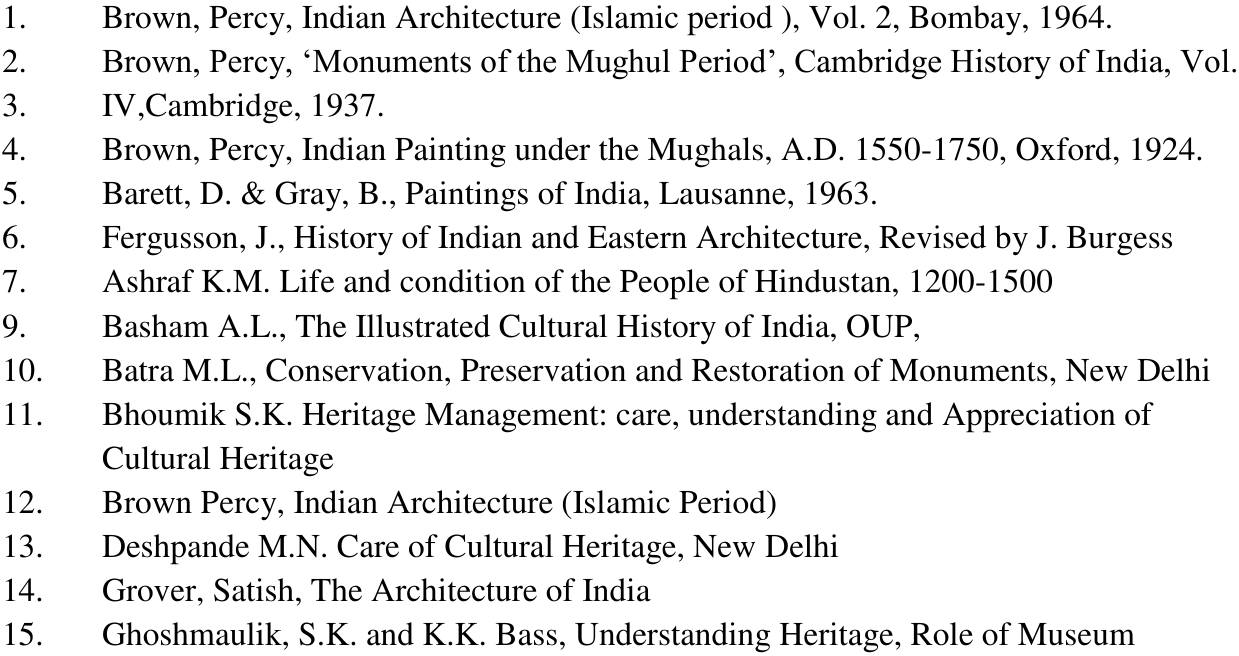 1. Brown, Percy, Indian Architecture (Islamic period ), Vol. 2, Bombay, 1964.
2. Brown, Percy, ‘Monuments of the Mughul Period’, Cambridge History of India, Vol.
3. IV,Cambridge, 1937.
4. Brown, Percy, Indian Painting under the Mughals, A.D. 1550-1750, Oxford, 1924.
5. Barett, D. & Gray, B., Paintings of India, Lausanne, 1963.
6. Fergusson, J., History of Indian and Eastern Architecture, Revised by J. Burgess
7. Ashraf K.M. Life and condition of the People of Hindustan, 1200-1500
9. Basham A.L., The Illustrated Cultural History of India, OUP,
10. Batra M.L., Conservation, Preservation and Restoration of Monuments, New Delhi
11. Bhoumik S.K. Heritage Management: care, understanding and Appreciation of
Cultural Heritage
12. Brown Percy, Indian Architecture (Islamic Period)
13. Deshpande M.N. Care of Cultural Heritage, New Delhi
14. Grover, Satish, The Architecture of India
15. Ghoshmaulik, S.K. and K.K. Bass, Understanding Heritage, Role of Museum